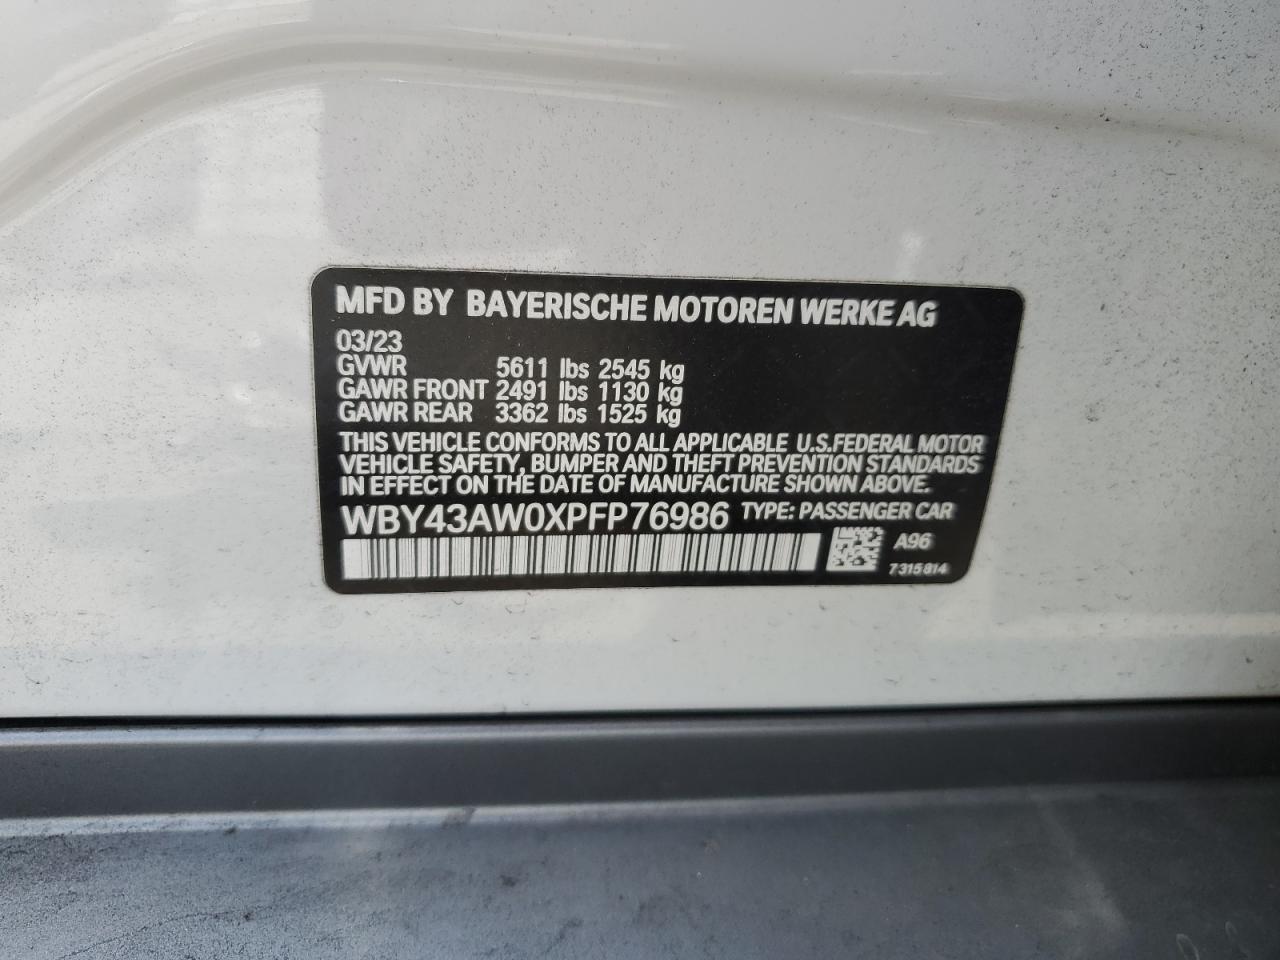 MFD BY BAYERISCHE MOTOREN WERKE AG
03/23
GVWR 5611 lbs 2545 kg
GAWR FRONT 2491 lbs 1130 kg
GAWR REAR 3362 lbs 1525 kg
THIS VEHICLE CONFORMS TO ALL APPLICABLE U.S.FEDERAL MOTOR
VEHICLE SAFETY, BUMPER AND THEFT PREVENTION STANDARDS
IN EFFECT ON THE DATE OF MANUFACTURE SHOWN ABOVE.
WBY43AW0XPFP76986 TYPE: PASSENGER CAR
A96
7315814